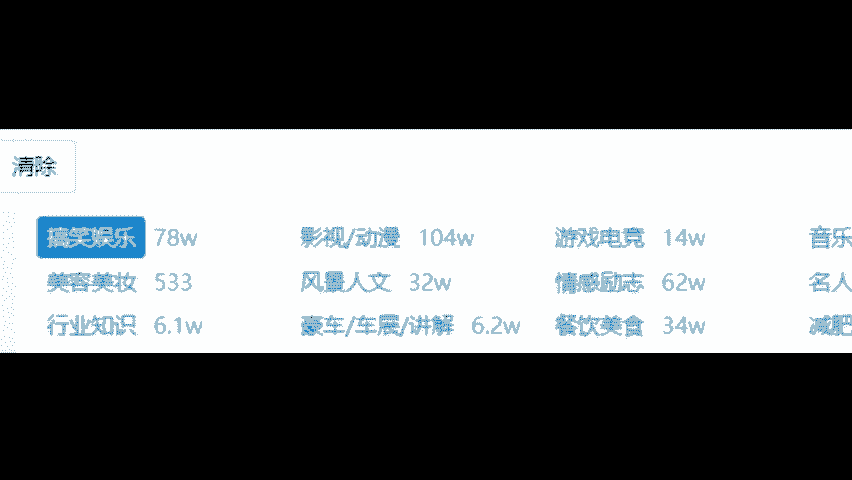 清除
搞笑娱乐 78w 影视/动漫 104w 游戏电竞 14w 音乐
美容美妆 533 风景人文 32w 情感励志 62w 名人
行业知识 6.1w 豪车/车展/讲解 6.2w 餐饮美食 34w 减肥